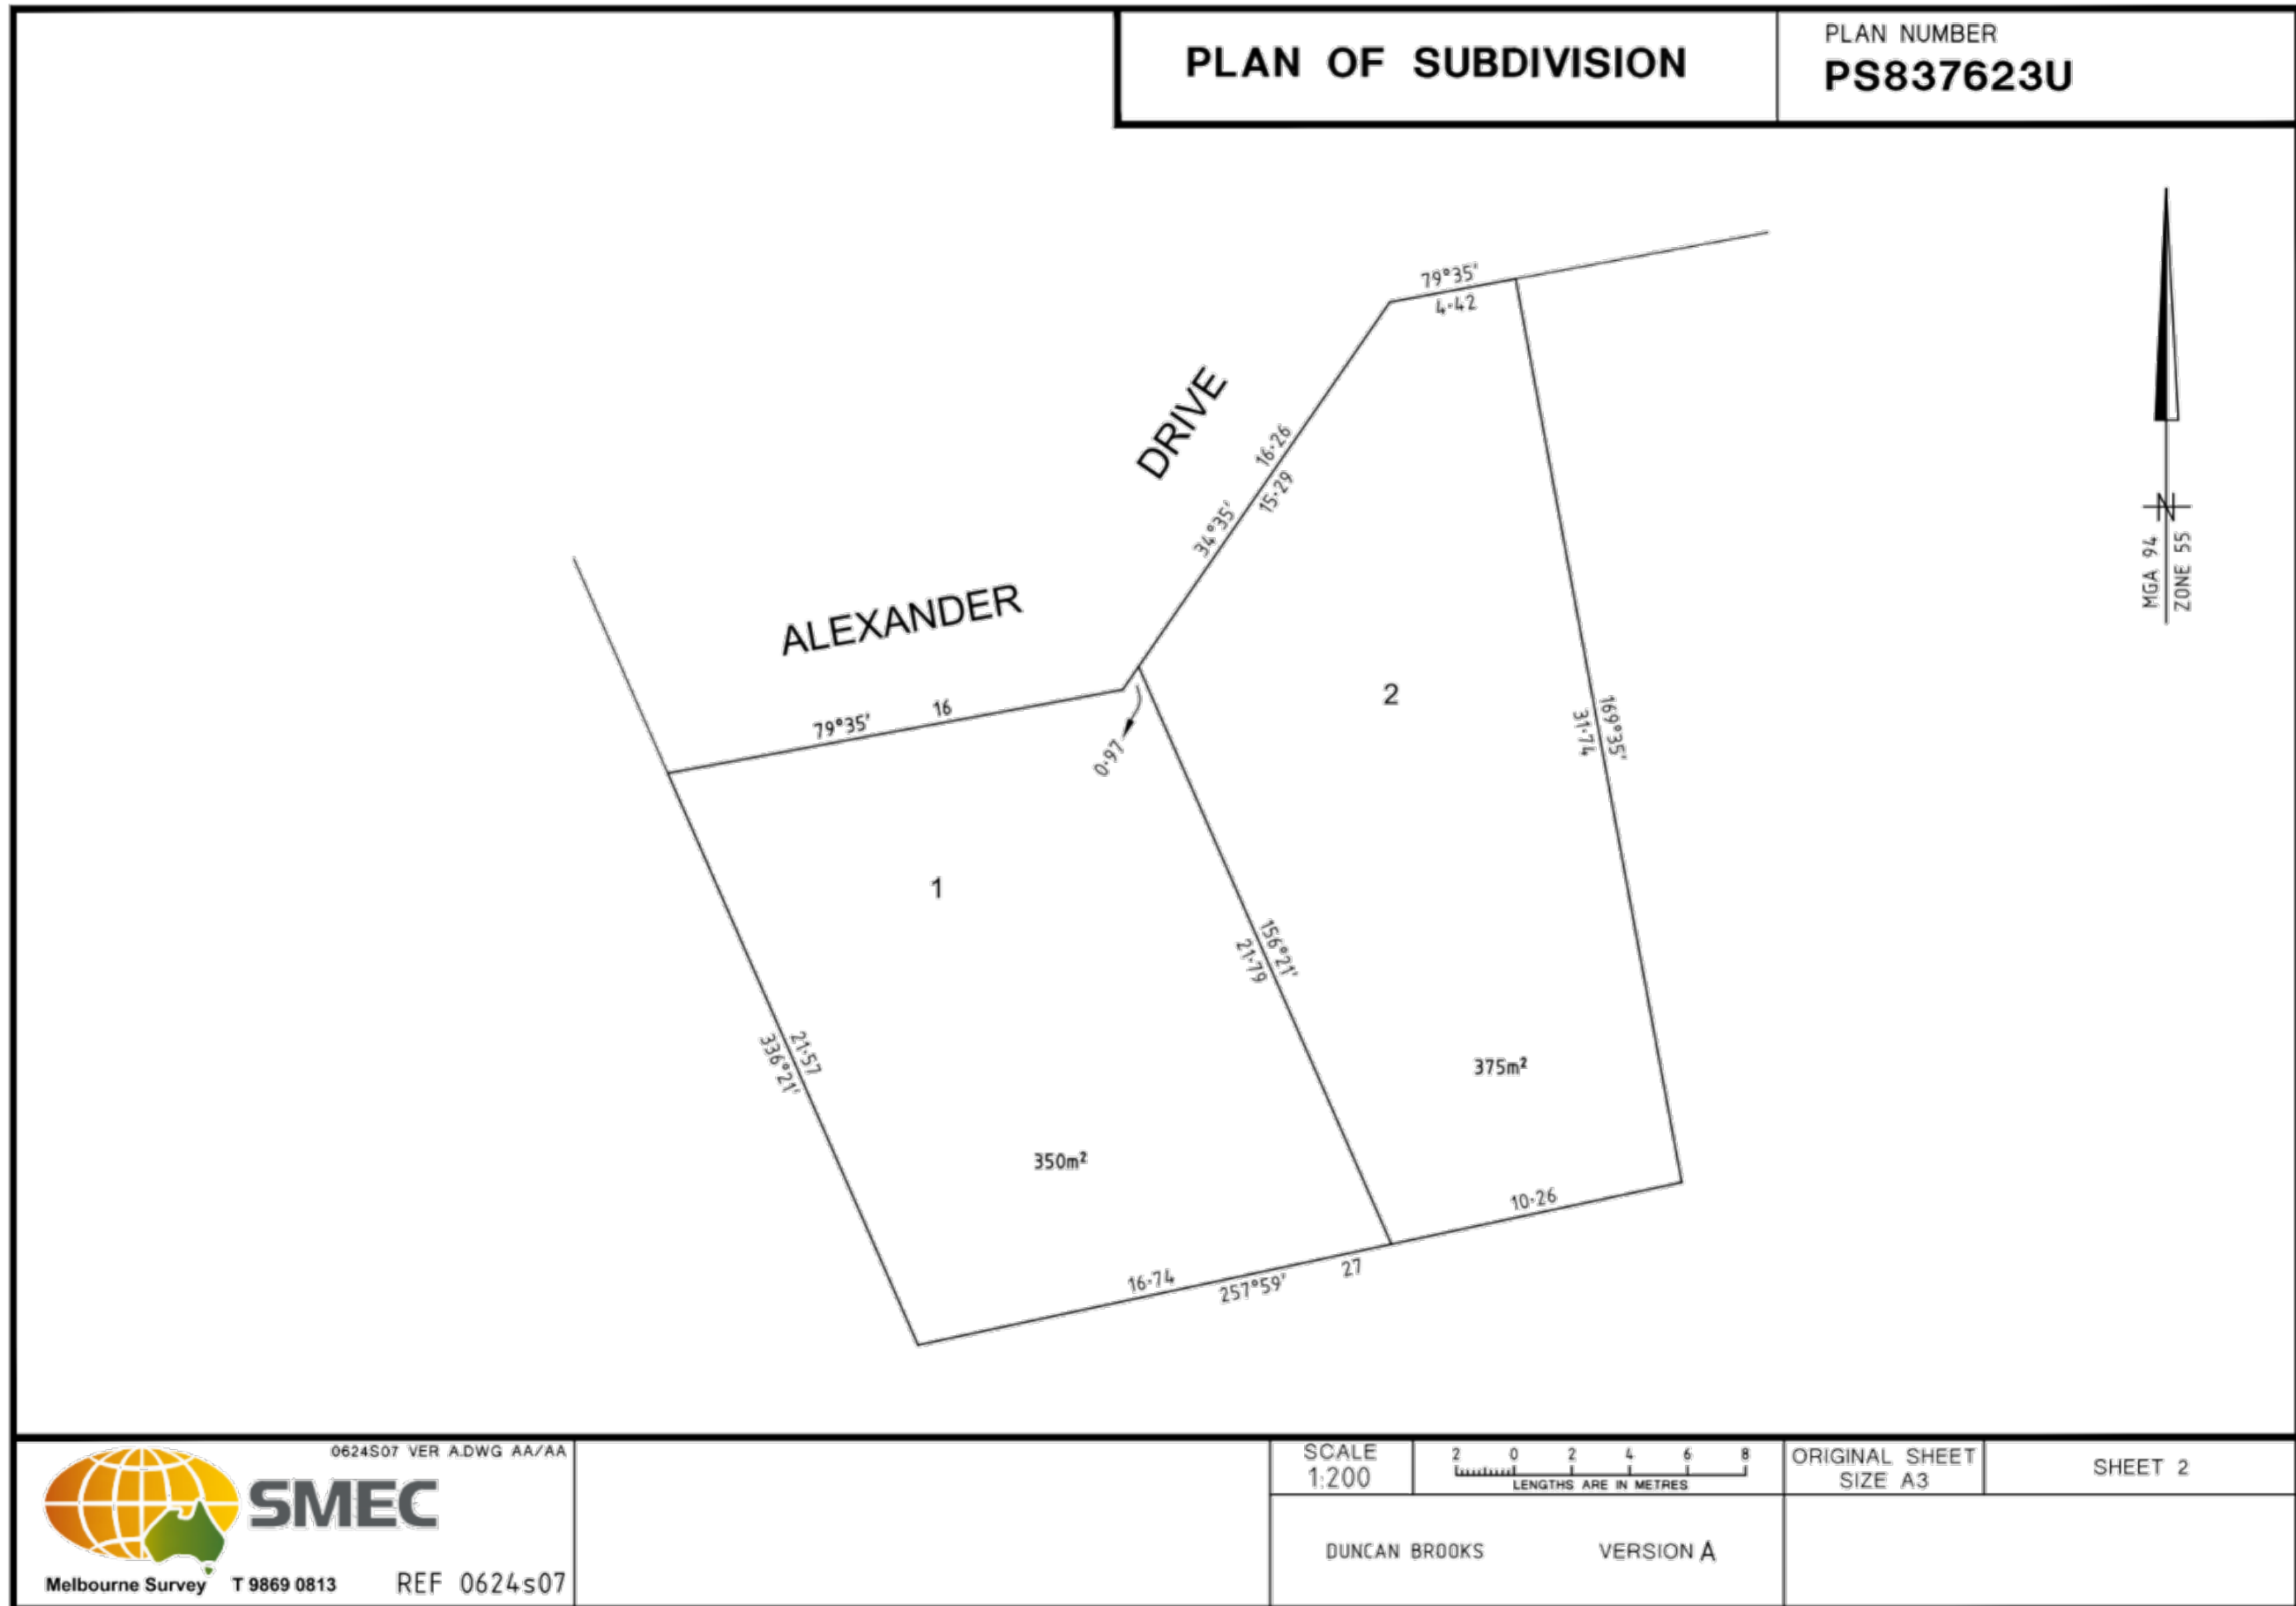 PLAN OF SUBDIVISION
PLAN NUMBER
PS837623U
79°35'
4·42
DRIVE
16·26
15·29
34°35'
MGA 94
ZONE 55
ALEXANDER
2
79°35'
16
0·97
169°35'
31·74
1
156°21'
21·79
21·57
336°21'
375m²
350m²
10·26
16·74
257°59'
27
0624S07 VER A.DWG AA/AA
SMEC
Melbourne Survey T 9869 0813
REF 0624s07
SCALE
1:200
2 0 2 4 6 8
LENGTHS ARE IN METRES
ORIGINAL SHEET
SIZE A3
SHEET 2
DUNCAN BROOKS
VERSION A